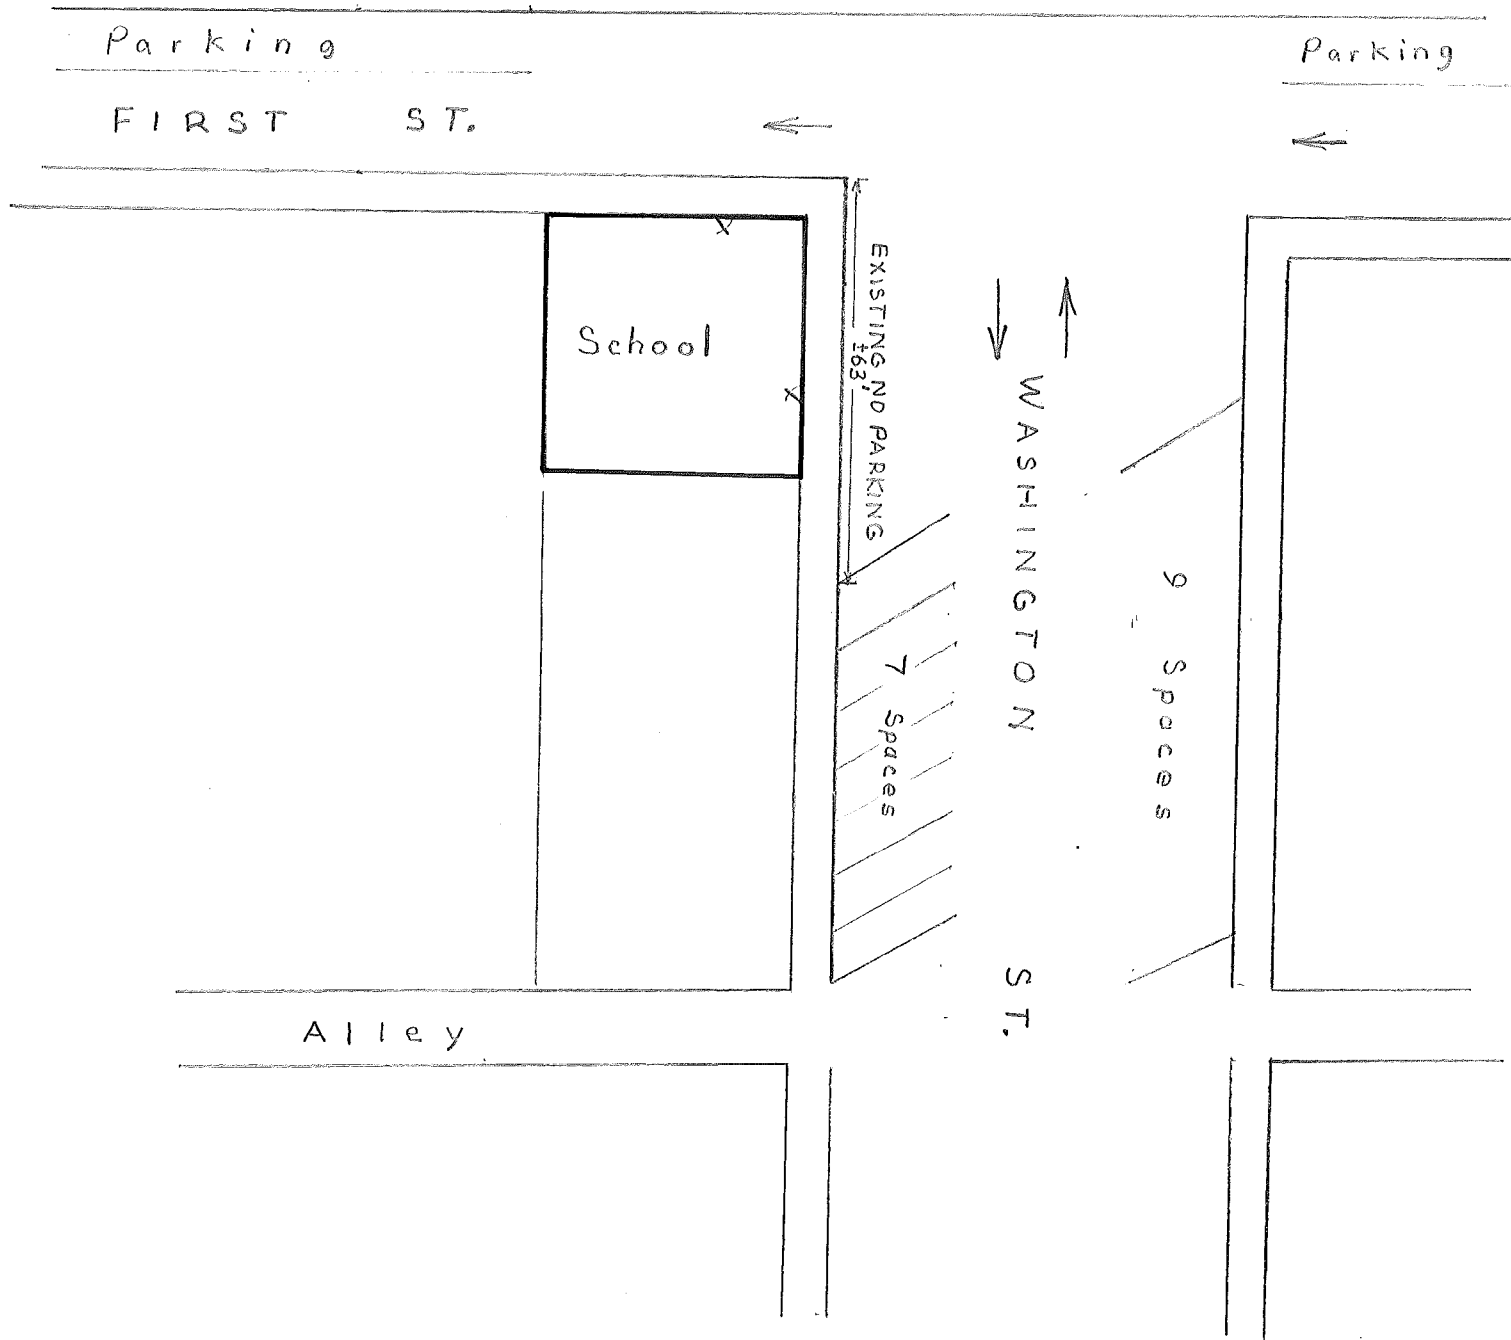 Parking
Parking
FIRST ST.
School
EXISTING NO PARKING
±63'
WASHINGTON ST.
7 Spaces
9 Spaces
Alley